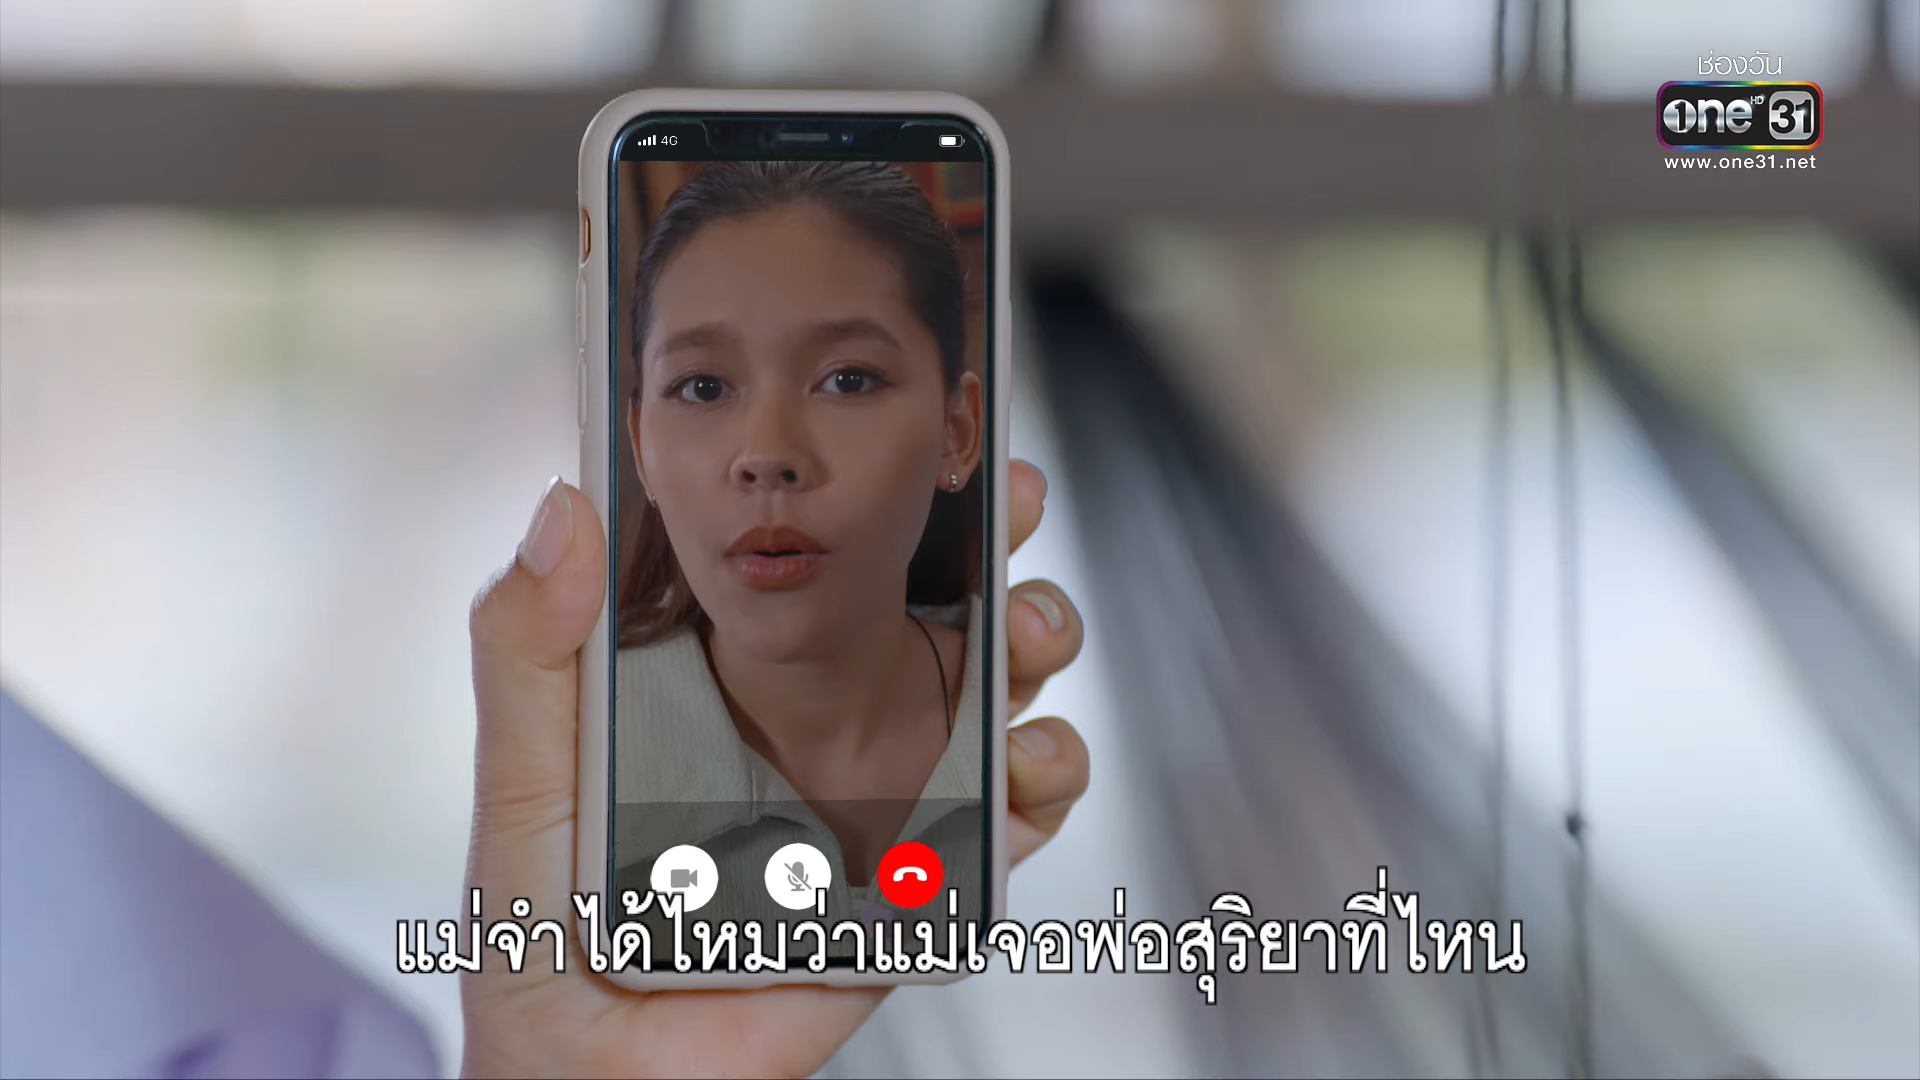 ช่องวัน
one HD 31
www.one31.net
4G
แม่จำได้ไหมว่าแม่เจอพ่อสุริยาที่ไหน